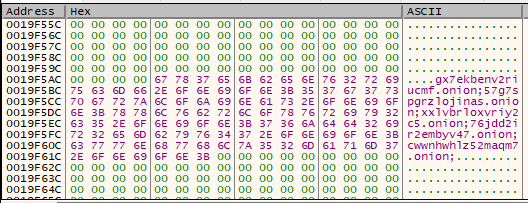 Address Hex ASCII
0019F55C 00 00 00 00 00 00 00 00 00 00 00 00 00 00 00 00 ................
0019F56C 00 00 00 00 00 00 00 00 00 00 00 00 00 00 00 00 ................
0019F57C 00 00 00 00 00 00 00 00 00 00 00 00 00 00 00 00 ................
0019F58C 00 00 00 00 00 00 00 00 00 00 00 00 00 00 00 00 ................
0019F59C 00 00 00 00 00 00 00 00 00 00 00 00 00 00 00 00 ................
0019F5AC 00 00 00 00 67 78 37 65 6B 62 65 6E 76 32 72 69 ....gx7ekbenv2ri
0019F5BC 75 63 6D 66 2E 6F 6E 69 6F 6E 3B 35 37 67 37 73 ucmf.onion;57g7s
0019F5CC 70 67 72 7A 6C 6F 6A 69 6E 61 73 2E 6F 6E 69 6F pgrzlojinas.onio
0019F5DC 6E 3B 78 78 6C 76 62 72 6C 6F 78 76 72 69 79 32 n;xxlvbrloxvriy2
0019F5EC 63 35 2E 6F 6E 69 6F 6E 3B 37 36 6A 64 64 32 69 c5.onion;76jdd2i
0019F5FC 72 32 65 6D 62 79 76 34 37 2E 6F 6E 69 6F 6E 3B r2embyv47.onion;
0019F60C 63 77 77 6E 68 77 68 6C 7A 35 32 6D 61 71 6D 37 cwwnhwhlz52maqm7
0019F61C 2E 6F 6E 69 6F 6E 3B 00 00 00 00 00 00 00 00 00 .onion;.........
0019F62C 00 00 00 00 00 00 00 00 00 00 00 00 00 00 00 00 ................
0019F63C 00 00 00 00 00 00 00 00 00 00 00 00 00 00 00 00 ................
0019F64C 00 00 00 00 00 00 00 00 00 00 00 00 00 00 00 00 ................